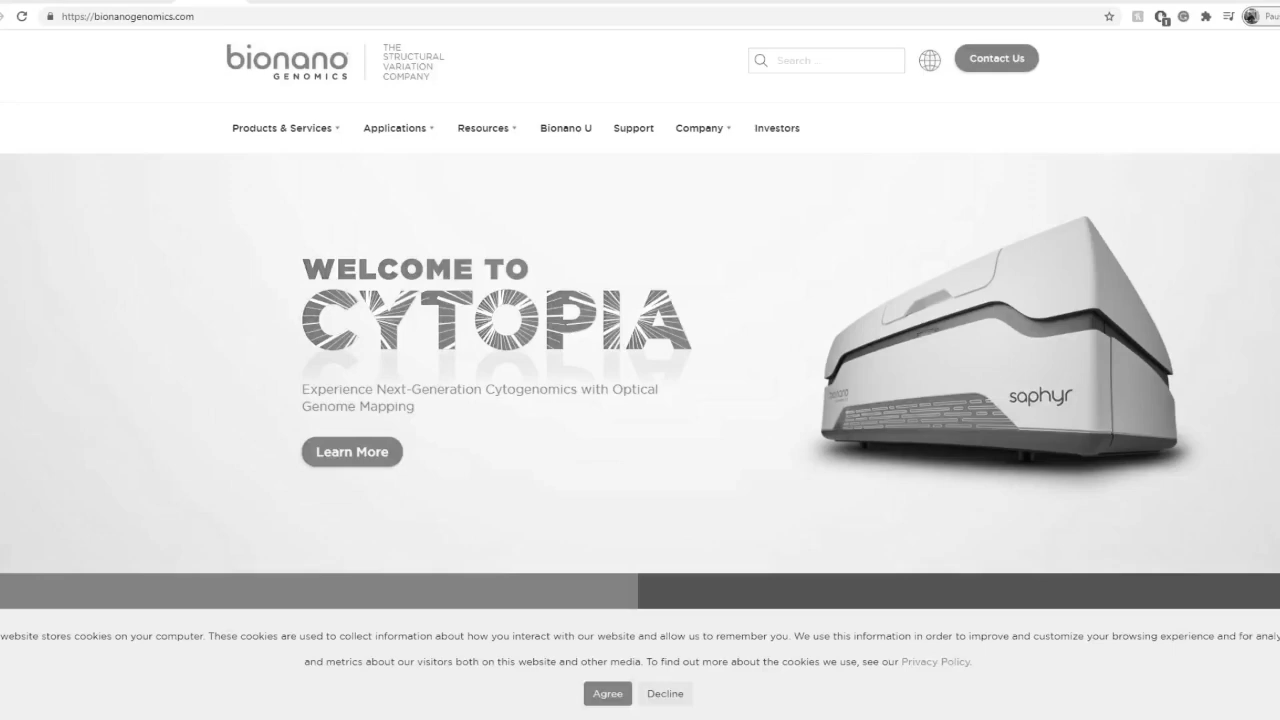 https://bionanogenomics.com
Pau
bionano
GENOMICS
THE
STRUCTURAL
VARIATION
COMPANY
Search ...
Contact Us
Products & Services
Applications
Resources
Bionano U
Support
Company
Investors
WELCOME TO
CYTOPIA
Experience Next-Generation Cytogenomics with Optical
Genome Mapping
Learn More
bionano
saphyr
website stores cookies on your computer. These cookies are used to collect information about how you interact with our website and allow us to remember you. We use this information in order to improve and customize your browsing experience and for analy
and metrics about our visitors both on this website and other media. To find out more about the cookies we use, see our Privacy Policy.
Agree
Decline